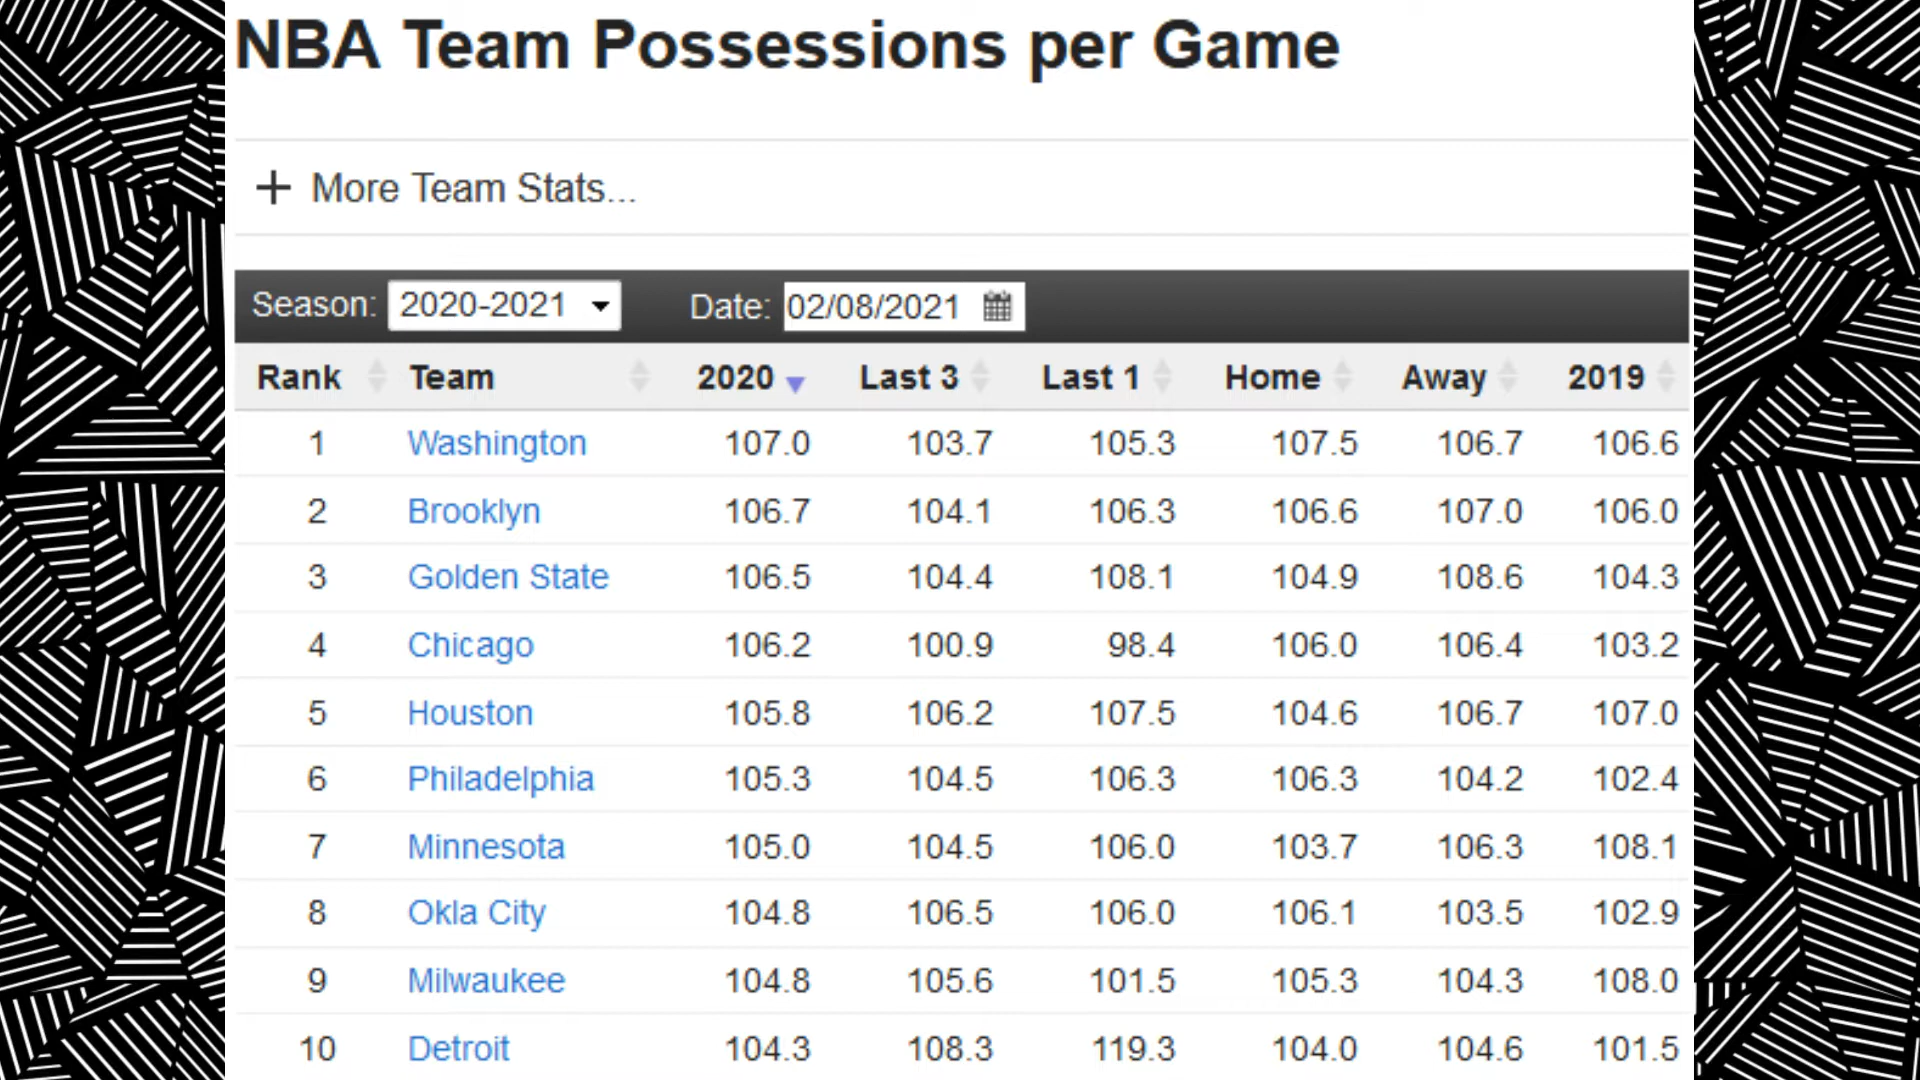 NBA Team Possessions per Game
+ More Team Stats...
Season: 2020-2021 Date: 02/08/2021
Rank Team 2020 Last 3 Last 1 Home Away 2019
1 Washington 107.0 103.7 105.3 107.5 106.7 106.6
2 Brooklyn 106.7 104.1 106.3 106.6 107.0 106.0
3 Golden State 106.5 104.4 108.1 104.9 108.6 104.3
4 Chicago 106.2 100.9 98.4 106.0 106.4 103.2
5 Houston 105.8 106.2 107.5 104.6 106.7 107.0
6 Philadelphia 105.3 104.5 106.3 106.3 104.2 102.4
7 Minnesota 105.0 104.5 106.0 103.7 106.3 108.1
8 Okla City 104.8 106.5 106.0 106.1 103.5 102.9
9 Milwaukee 104.8 105.6 101.5 105.3 104.3 108.0
10 Detroit 104.3 108.3 119.3 104.0 104.6 101.5